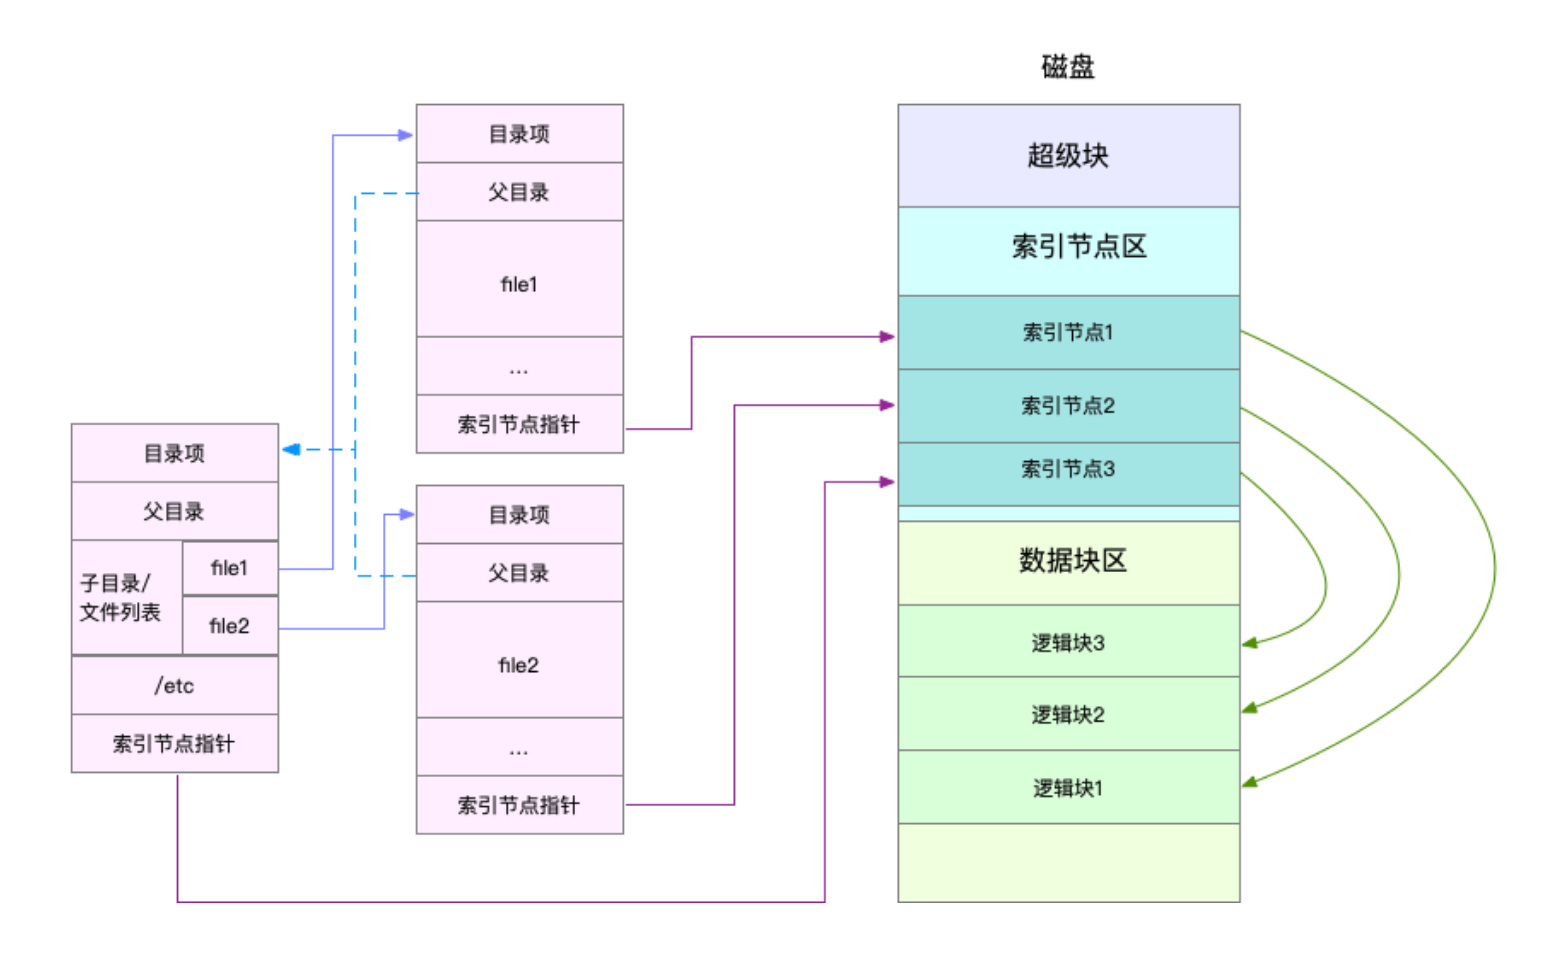 磁盘
目录项
父目录
file1
...
索引节点指针
目录项
父目录
子目录/
文件列表
file1
file2
/etc
索引节点指针
目录项
父目录
file2
...
索引节点指针
超级块
索引节点区
索引节点1
索引节点2
索引节点3
数据块区
逻辑块3
逻辑块2
逻辑块1